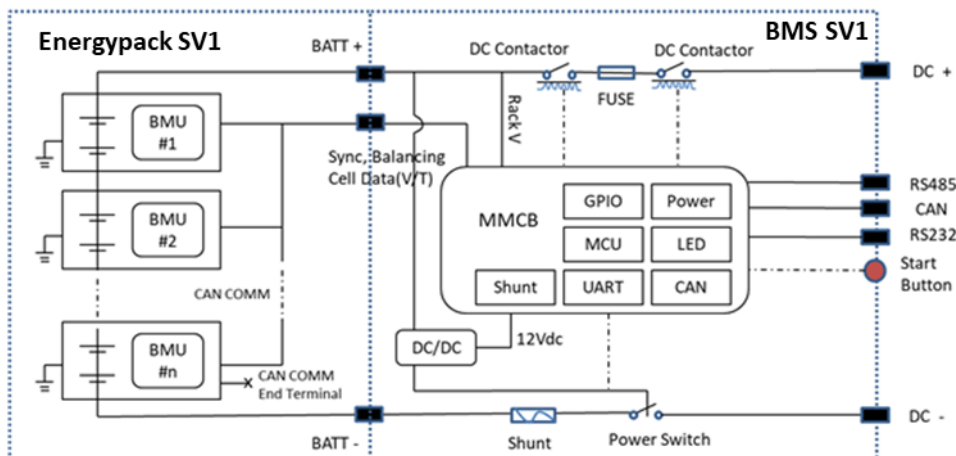 Energypack SV1
BATT +
BMS SV1
DC Contactor
DC Contactor
DC +
FUSE
BMU
#1
Rack V
Sync, Balancing
Cell Data(V/T)
RS485
CAN
RS232
MMCB
GPIO
Power
MCU
LED
Shunt
UART
CAN
BMU
#2
Start
Button
CAN COMM
12Vdc
DC/DC
BMU
#n
CAN COMM
End Terminal
BATT -
Shunt
Power Switch
DC -